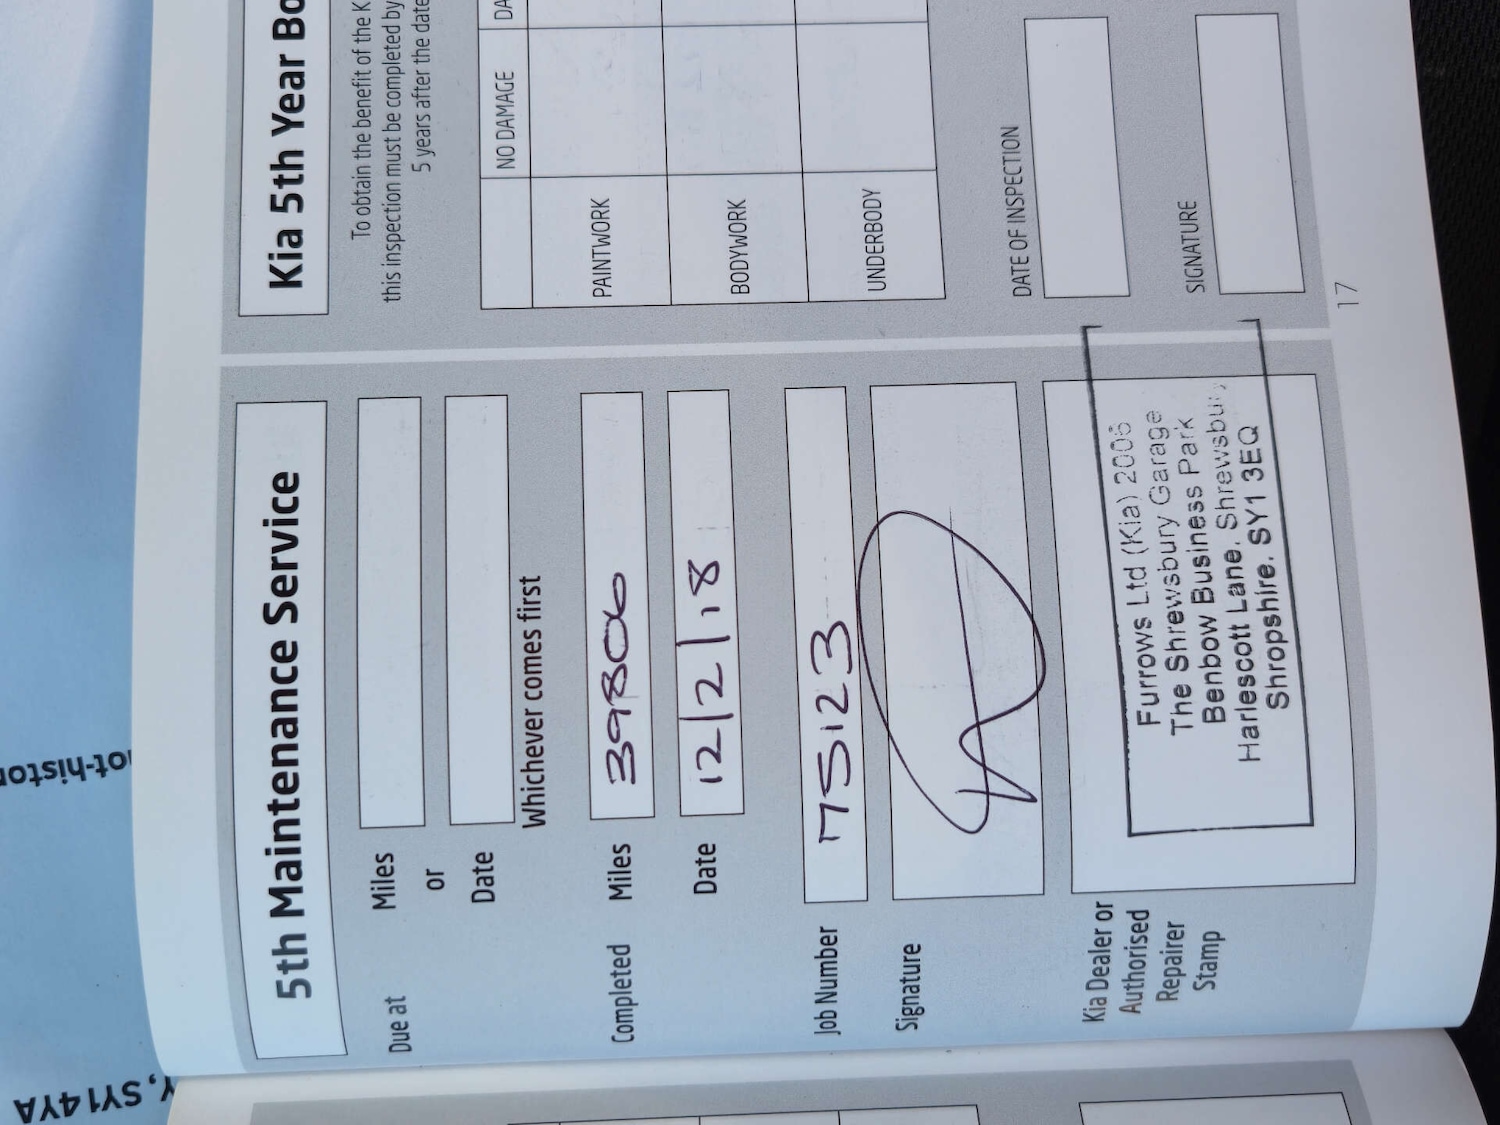 5th Maintenance Service
Due at
Miles
or
Date
Whichever comes first
Completed Miles 39806
Date 12/2/18
Job Number 75123
Signature
Kia Dealer or
Authorised
Repairer
Stamp
Furrows Ltd (Kia)
The Shrewsbury Garage
Benbow Business Park
Harlescott Lane, Shrewsbury
Shropshire. SY1 3EQ
Kia 5th Year Bo
To obtain the benefit of the K
this inspection must be completed by
5 years after the date
NO DAMAGE DA
PAINTWORK
BODYWORK
UNDERBODY
DATE OF INSPECTION
SIGNATURE
17
ot-histor
Y, SY14YA